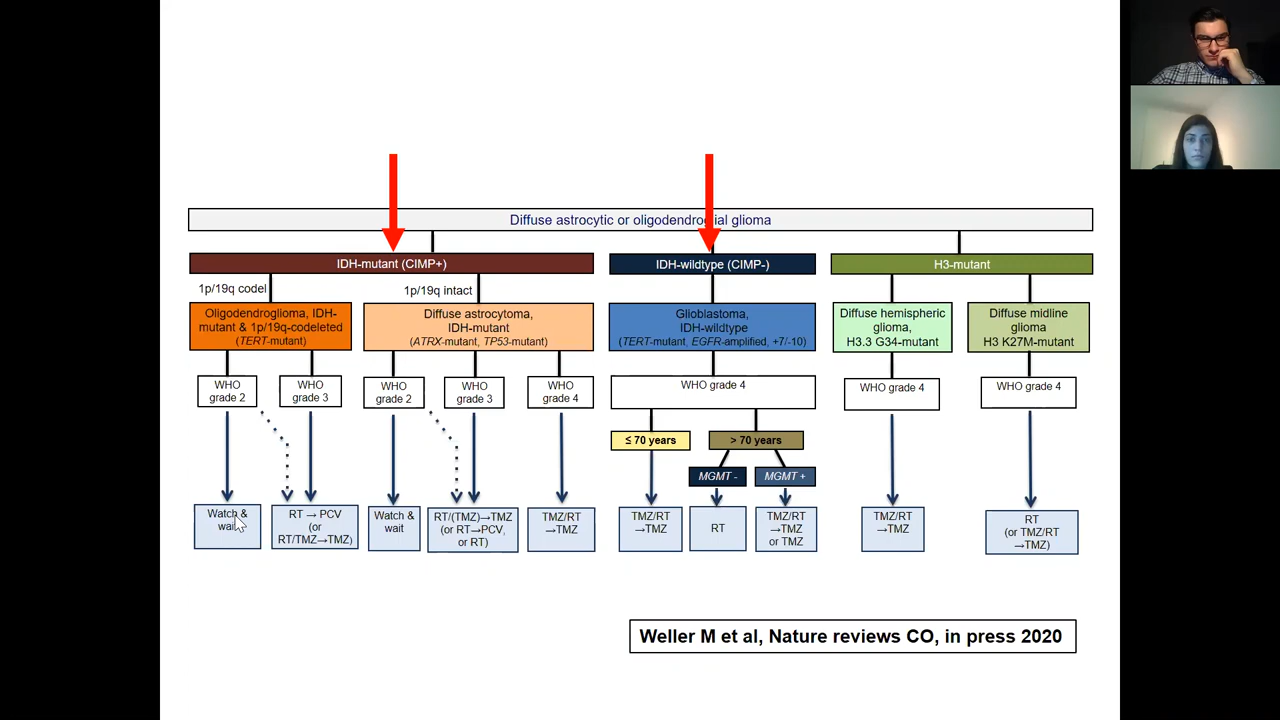 Diffuse astrocytic or oligodendroglial glioma
IDH-mutant (CIMP+)
IDH-wildtype (CIMP-)
H3-mutant
1p/19q codel
1p/19q intact
Oligodendroglioma, IDH-
mutant & 1p/19q-codeleted
(TERT-mutant)
Diffuse astrocytoma,
IDH-mutant
(ATRX-mutant, TP53-mutant)
Glioblastoma,
IDH-wildtype
(TERT-mutant, EGFR-amplified, +7/-10)
Diffuse hemispheric
glioma,
H3.3 G34-mutant
Diffuse midline
glioma
H3 K27M-mutant
WHO
grade 2
WHO
grade 3
WHO
grade 2
WHO
grade 3
WHO
grade 4
WHO grade 4
WHO grade 4
WHO grade 4
≤ 70 years
> 70 years
MGMT -
MGMT +
Watch &
wait
RT → PCV
(or
RT/TMZ→TMZ)
Watch &
wait
RT/(TMZ)→TMZ
(or RT→PCV,
or RT)
TMZ/RT
→TMZ
TMZ/RT
→TMZ
RT
TMZ/RT
→TMZ
or TMZ
TMZ/RT
→TMZ
RT
(or TMZ/RT
→TMZ)
Weller M et al, Nature reviews CO, in press 2020